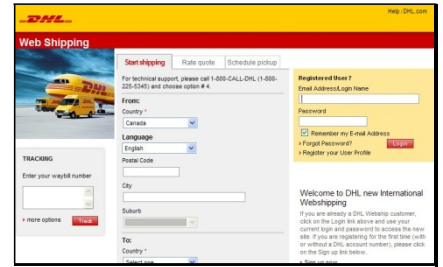 Help | DHL.com
DHL
Web Shipping
Start shipping
Rate quote
Schedule pickup
For technical support, please call 1-800-CALL-DHL (1-800-
225-5345) and choose option # 4.
From:
Country *
Canada
Language
English
Postal Code
City
Suburb
To:
Country *
Select one
DHL
TRACKING
Enter your waybill number
» more options
Track
Registered User?
Email Address/Login Name
Password
Remember my E-mail Address
» Forgot Password?
Login
» Register your User Profile
Welcome to DHL new International
Webshipping
If you are already a DHL Webship customer,
click on the Login link above and use your
current login and password to access the new
site. If you are registering for the first time (with
or without a DHL account number), please click
on the Sign up link below.
» Sign up now